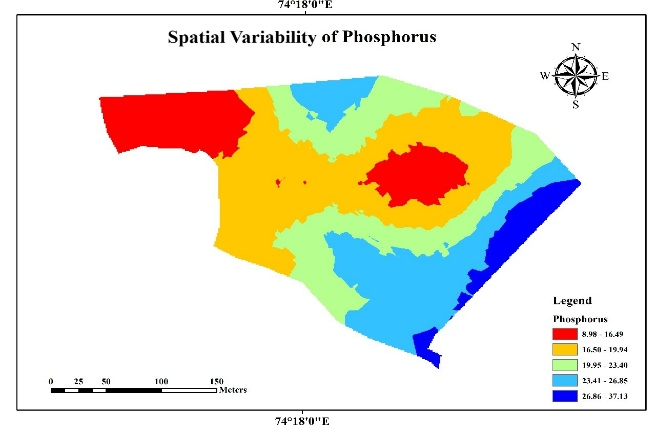 74°18'0"E
Spatial Variability of Phosphorus
N
W E
S
Legend
Phosphorus
8.98 - 16.49
16.50 - 19.94
19.95 - 23.40
23.41 - 26.85
26.86 - 37.13
0 25 50 100 150
Meters
74°18'0"E